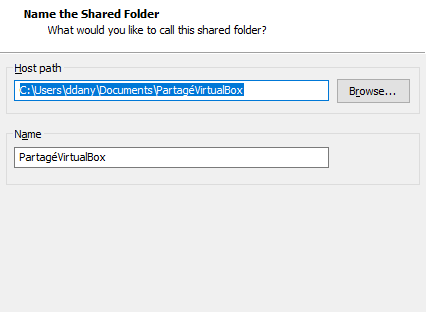 Name the Shared Folder
What would you like to call this shared folder?
Host path
C:\Users\ddany\Documents\PartagéVirtualBox
Browse...
Name
PartagéVirtualBox